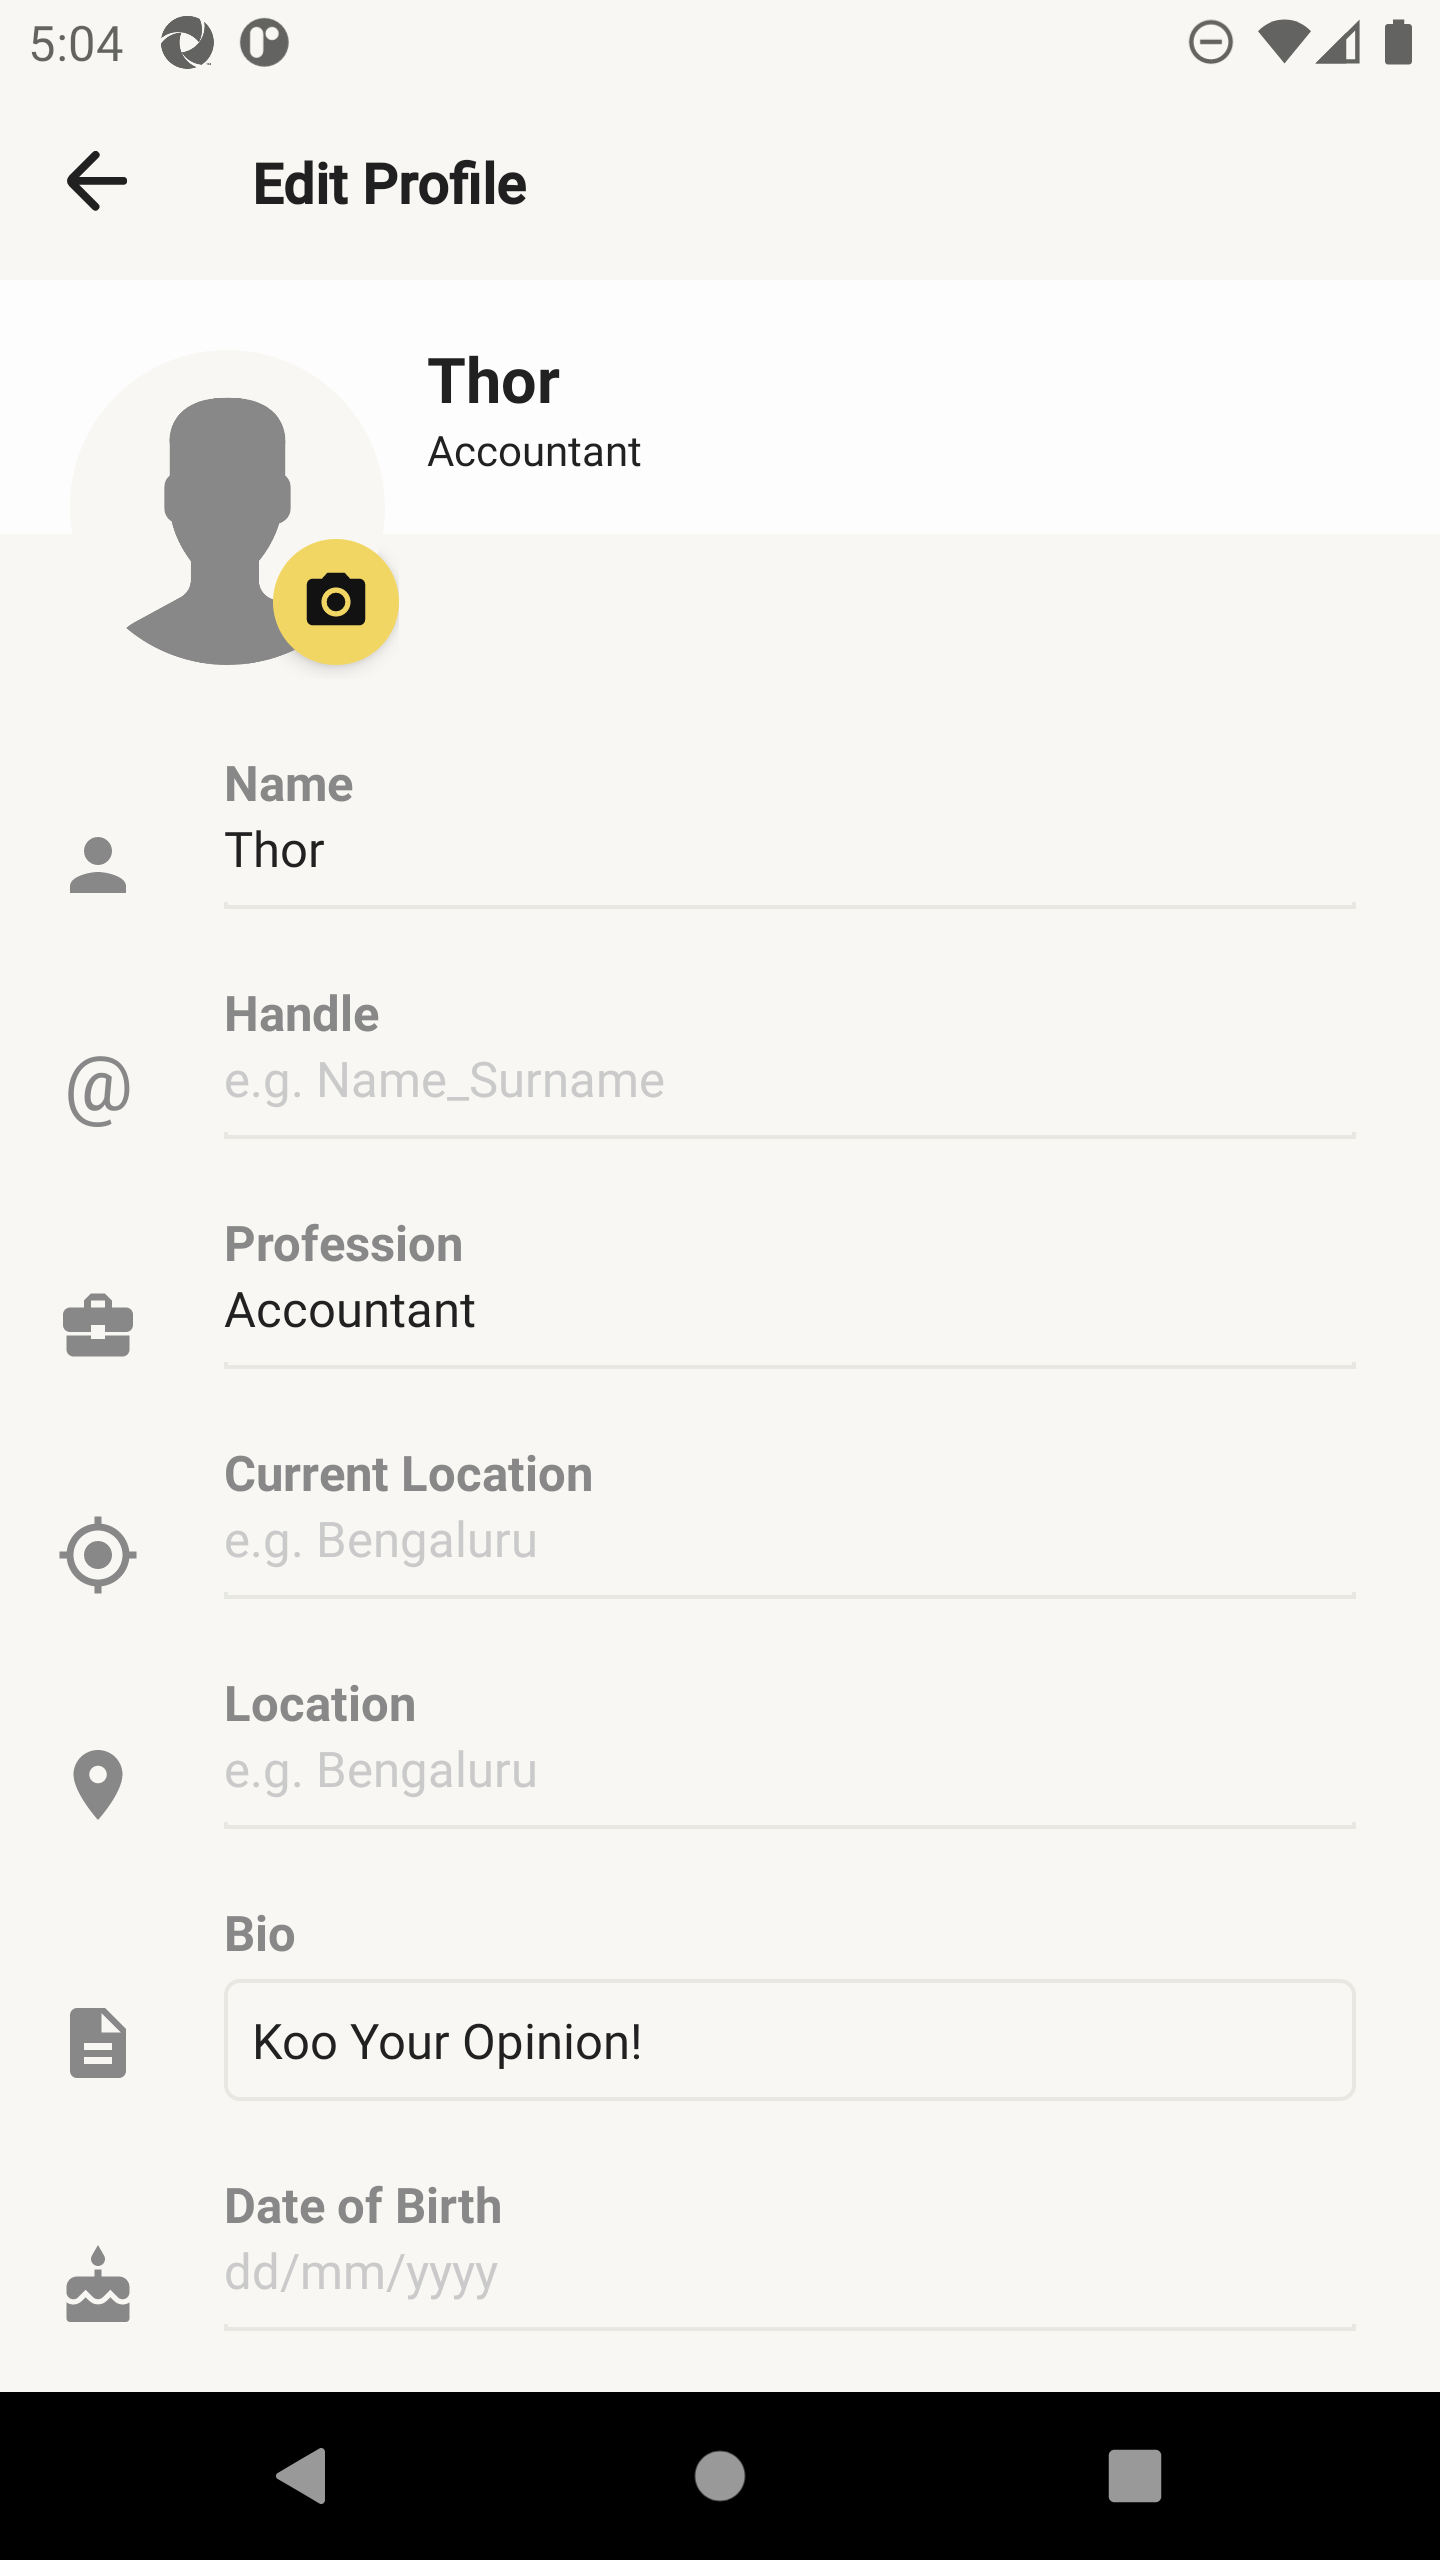 5:04
Edit Profile
Thor
Accountant
Name
Thor
Handle
@
e.g. Name_Surname
Profession
Accountant
Current Location
e.g. Bengaluru
Location
e.g. Bengaluru
Bio
Koo Your Opinion!
Date of Birth
dd/mm/yyyy